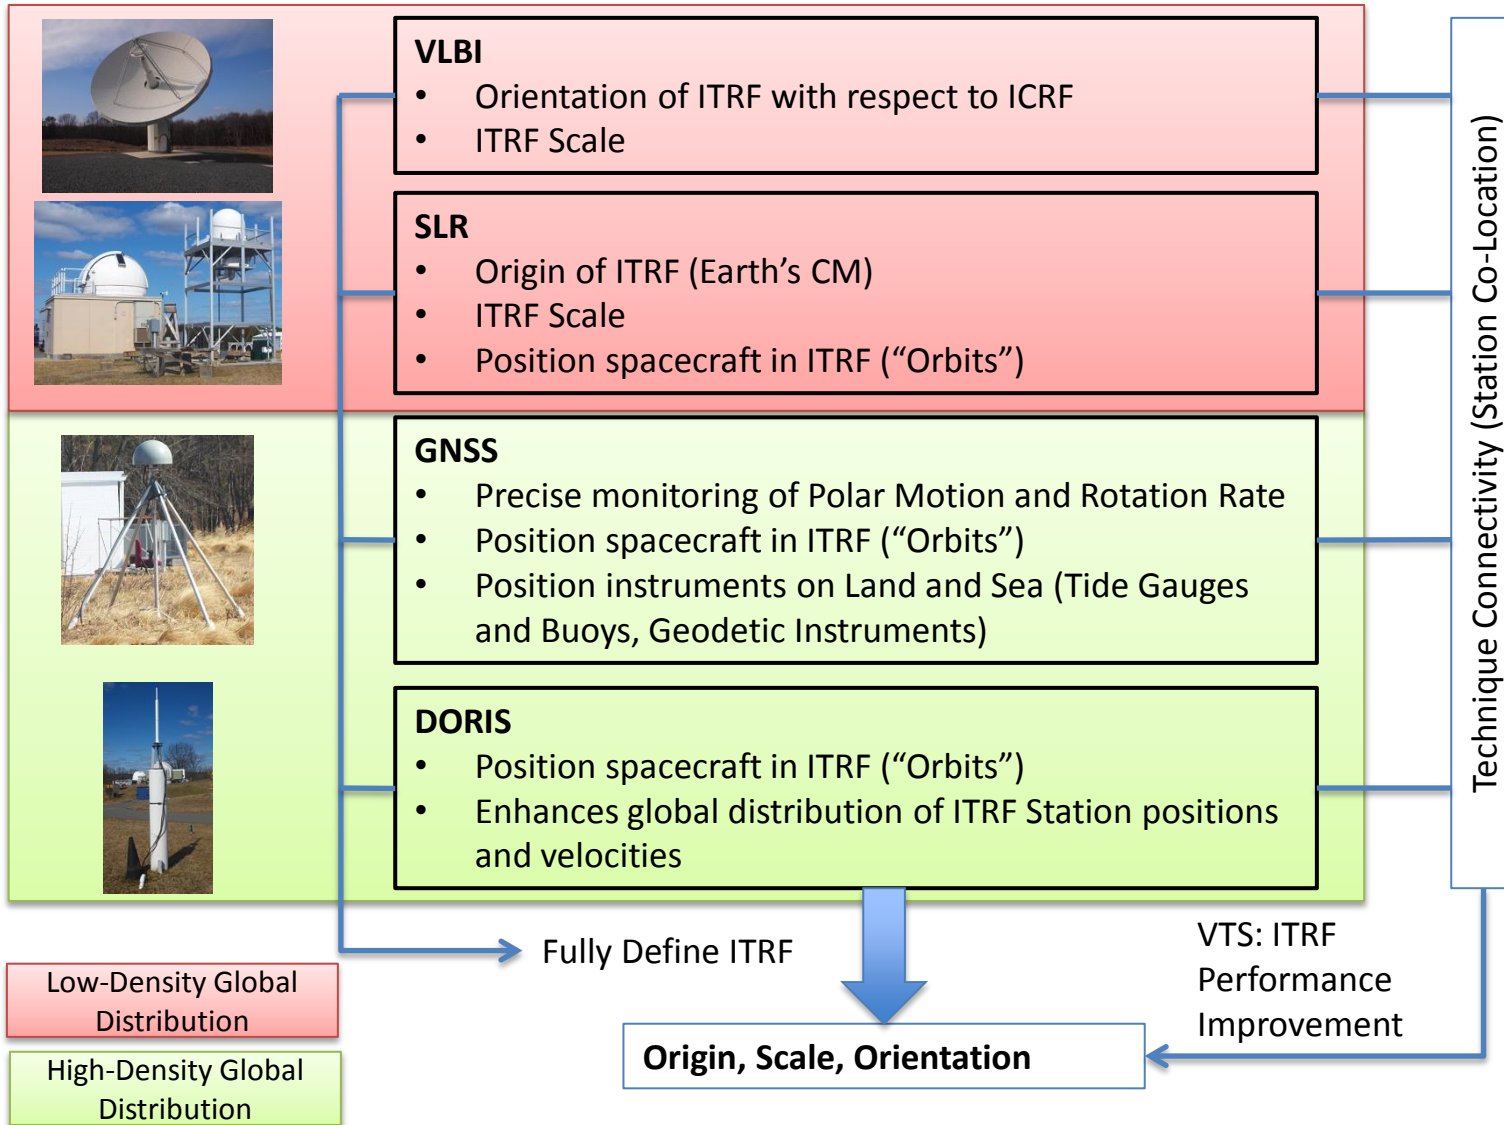 VLBI
• Orientation of ITRF with respect to ICRF
• ITRF Scale
SLR
• Origin of ITRF (Earth’s CM)
• ITRF Scale
• Position spacecraft in ITRF (“Orbits”)
GNSS
• Precise monitoring of Polar Motion and Rotation Rate
• Position spacecraft in ITRF (“Orbits”)
• Position instruments on Land and Sea (Tide Gauges
and Buoys, Geodetic Instruments)
DORIS
• Position spacecraft in ITRF (“Orbits”)
• Enhances global distribution of ITRF Station positions
and velocities
Technique Connectivity (Station Co-Location)
Fully Define ITRF
VTS: ITRF
Performance
Improvement
Origin, Scale, Orientation
Low-Density Global
Distribution
High-Density Global
Distribution